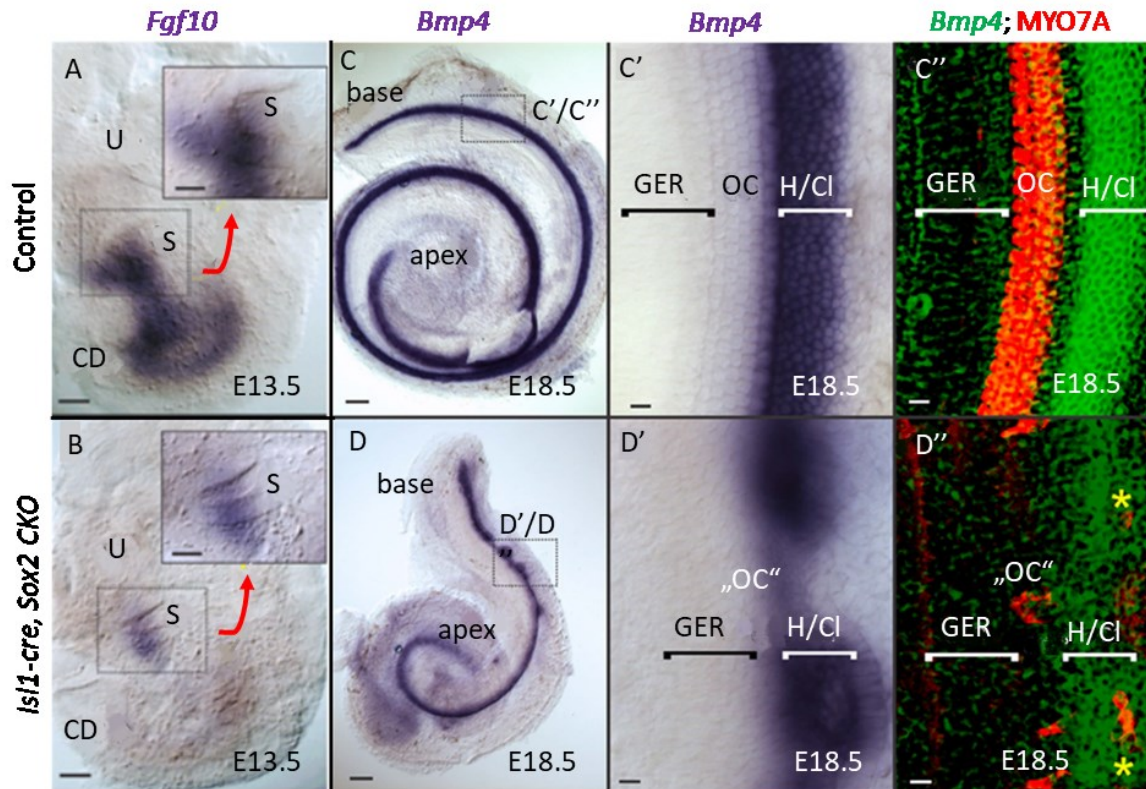 Fgf10
Bmp4
Bmp4
Bmp4; MYO7A
Control
A
S
U
S
CD
E13.5
C
base
C'/C''
apex
E18.5
C'
GER
OC
H/Cl
E18.5
C''
GER
OC
H/Cl
E18.5
Isl1-cre, Sox2 CKO
B
S
U
S
CD
E13.5
D
base
D'/D
''
apex
E18.5
D'
„OC“
GER
H/Cl
E18.5
D''
*
„OC“
GER
H/Cl
E18.5
*